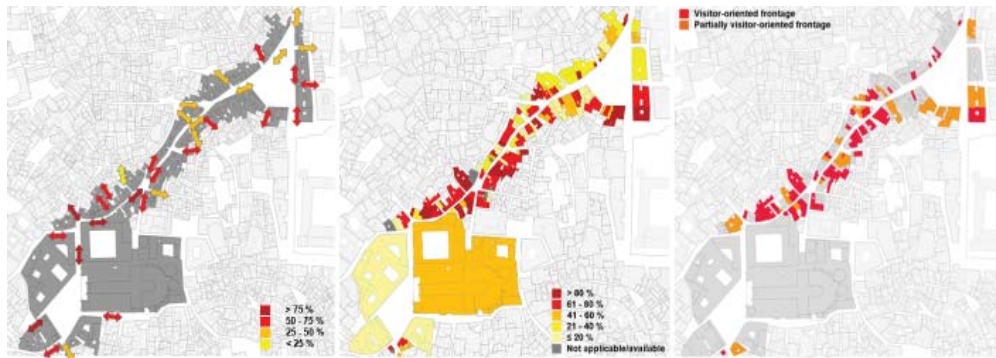 > 75 %
50 - 75 %
25 - 50 %
< 25 %
> 80 %
61 - 80 %
41 - 60 %
21 - 40 %
≤ 20 %
Not applicable/available
Visitor-oriented frontage
Partially visitor-oriented frontage